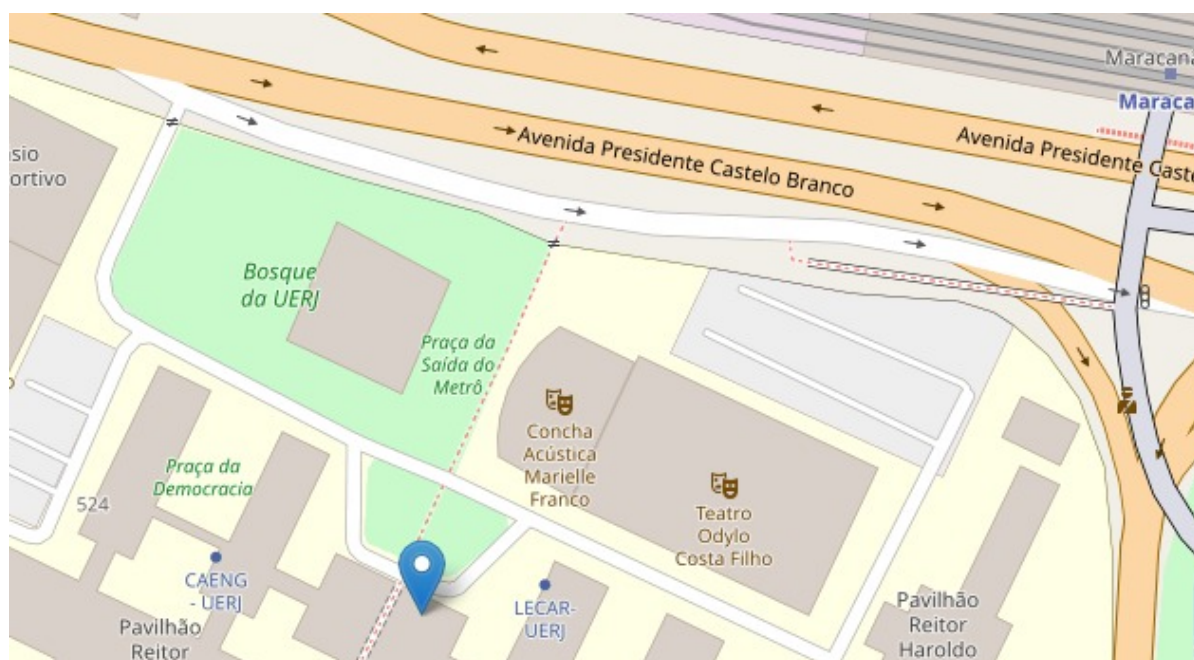 Maracanã
Maraca
Avenida Presidente Castelo Branco
Avenida Presidente Caste
sio
ortivo
Bosque
da UERJ
Praça da
Saída do
Metrô
Concha
Acústica
Marielle
Franco
Teatro
Odylo
Costa Filho
Praça da
Democracia
524
CAENG
- UERJ
LECAR-
UERJ
Pavilhão
Reitor
Pavilhão
Reitor
Haroldo